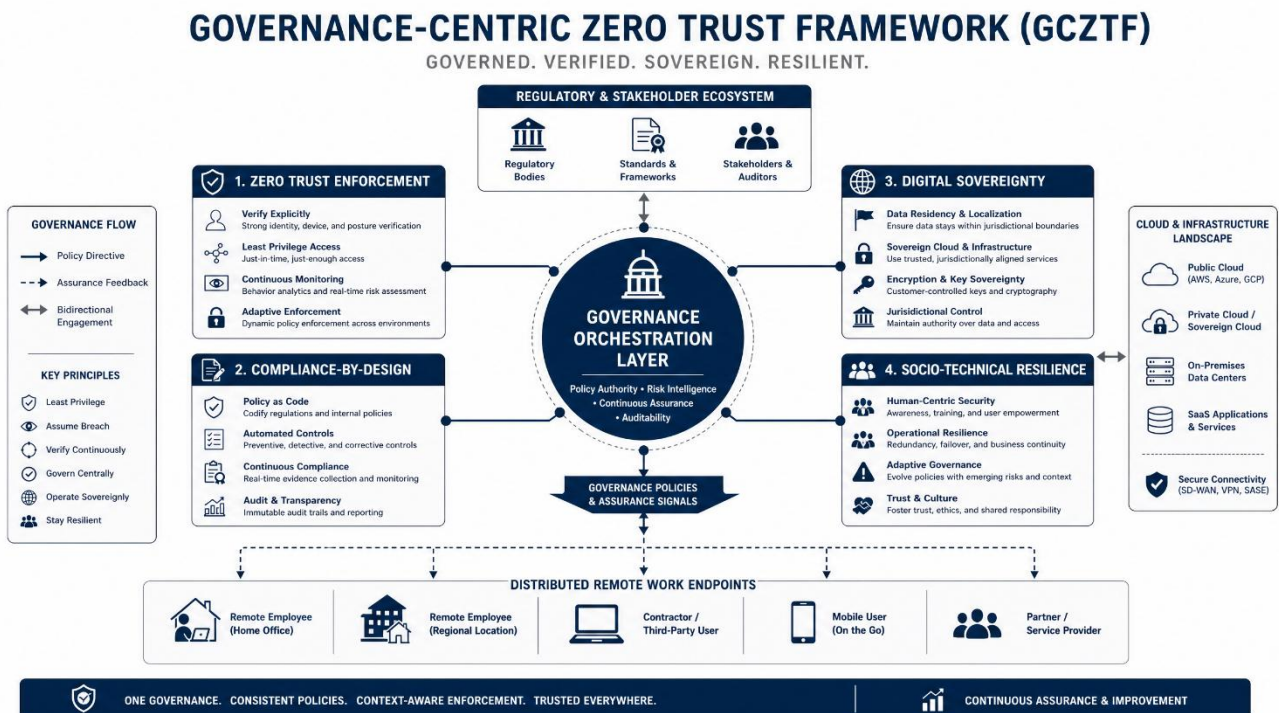 GOVERNANCE-CENTRIC ZERO TRUST FRAMEWORK (GCZTF)
GOVERNED. VERIFIED. SOVEREIGN. RESILIENT.
REGULATORY & STAKEHOLDER ECOSYSTEM
Regulatory
Bodies
Standards &
Frameworks
Stakeholders &
Auditors
GOVERNANCE FLOW
Policy Directive
Assurance Feedback
Bidirectional
Engagement
KEY PRINCIPLES
Least Privilege
Assume Breach
Verify Continuously
Govern Centrally
Operate Sovereignly
Stay Resilient
1. ZERO TRUST ENFORCEMENT
Verify Explicitly
Strong identity, device, and posture verification
Least Privilege Access
Just-in-time, just-enough access
Continuous Monitoring
Behavior analytics and real-time risk assessment
Adaptive Enforcement
Dynamic policy enforcement across environments
2. COMPLIANCE-BY-DESIGN
Policy as Code
Codify regulations and internal policies
Automated Controls
Preventive, detective, and corrective controls
Continuous Compliance
Real-time evidence collection and monitoring
Audit & Transparency
Immutable audit trails and reporting
GOVERNANCE
ORCHESTRATION
LAYER
Policy Authority • Risk Intelligence
• Continuous Assurance
• Auditability
GOVERNANCE POLICIES
& ASSURANCE SIGNALS
3. DIGITAL SOVEREIGNTY
Data Residency & Localization
Ensure data stays within jurisdictional boundaries
Sovereign Cloud & Infrastructure
Use trusted, jurisdictionally aligned services
Encryption & Key Sovereignty
Customer-controlled keys and cryptography
Jurisidictional Control
Maintain authority over data and access
4. SOCIO-TECHNICAL RESILIENCE
Human-Centric Security
Awareness, training, and user empowerment
Operational Resilience
Redundancy, failover, and business continuity
Adaptive Governance
Evolve policies with emerging risks and context
Trust & Culture
Foster trust, ethics, and shared responsibility
CLOUD & INFRASTRUCTURE
LANDSCAPE
Public Cloud
(AWS, Azure, GCP)
Private Cloud /
Sovereign Cloud
On-Premises
Data Centers
SaaS Applications
& Services
Secure Connectivity
(SD-WAN, VPN, SASE)
DISTRIBUTED REMOTE WORK ENDPOINTS
Remote Employee
(Home Office)
Remote Employee
(Regional Location)
Contractor /
Third-Party User
Mobile User
(On the Go)
Partner /
Service Provider
ONE GOVERNANCE. CONSISTENT POLICIES. CONTEXT-AWARE ENFORCEMENT. TRUSTED EVERYWHERE.
CONTINUOUS ASSURANCE & IMPROVEMENT